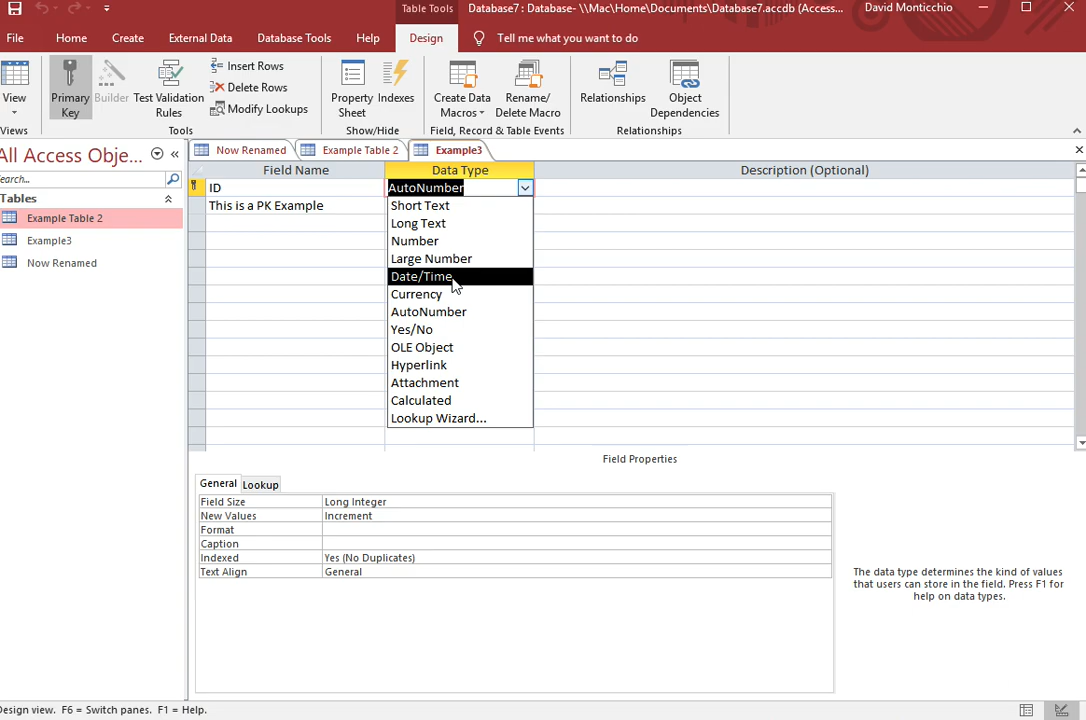 Table Tools
Database7 : Database- \\Mac\Home\Documents\Database7.accdb (Access...
David Monticchio
File
Home
Create
External Data
Database Tools
Help
Design
Tell me what you want to do
View
Primary
Key
Builder
Test Validation
Rules
Insert Rows
Delete Rows
Modify Lookups
Property
Sheet
Indexes
Create Data
Macros
Rename/
Delete Macro
Relationships
Object
Dependencies
Views
Tools
Show/Hide
Field, Record & Table Events
Relationships
All Access Obje...
earch...
Tables
Example Table 2
Example3
Now Renamed
Now Renamed
Example Table 2
Example3
Field Name
Data Type
Description (Optional)
ID
AutoNumber
This is a PK Example
Short Text
Long Text
Number
Large Number
Date/Time
Currency
AutoNumber
Yes/No
OLE Object
Hyperlink
Attachment
Calculated
Lookup Wizard...
Field Properties
General
Lookup
Field Size Long Integer
New Values Increment
Format
Caption
Indexed Yes (No Duplicates)
Text Align General
The data type determines the kind of values
that users can store in the field. Press F1 for
help on data types.
Design view. F6 = Switch panes. F1 = Help.